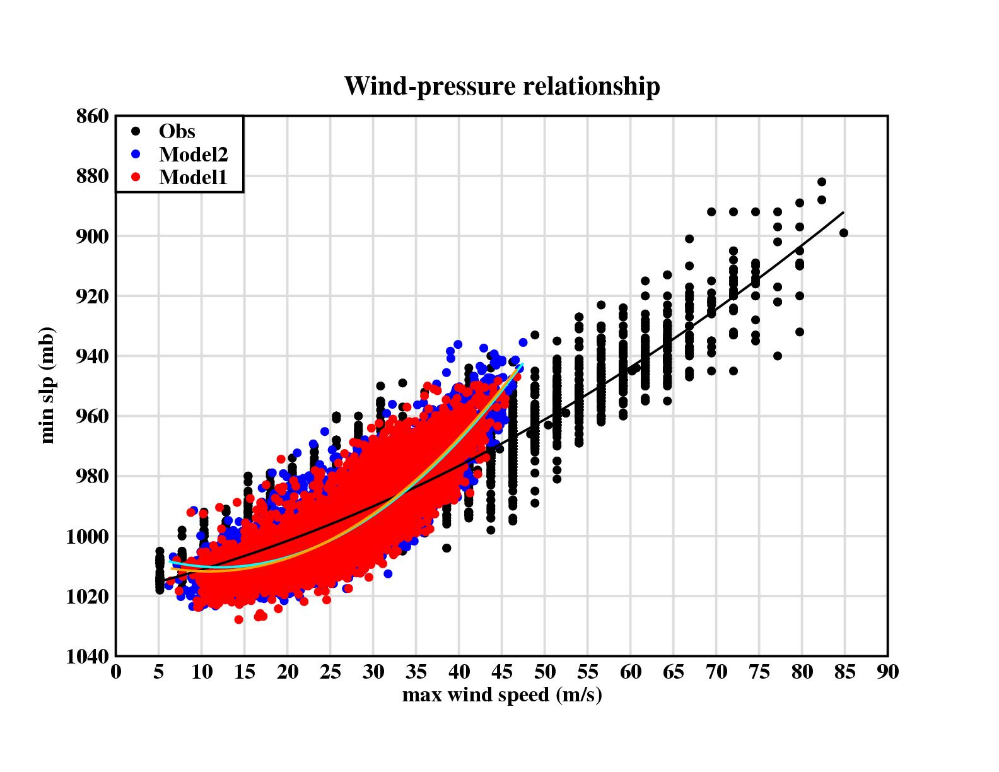 Wind-pressure relationship
860
Obs
Model2
Model1
880
900
920
940
960
980
1000
1020
1040
min slp (mb)
0 5 10 15 20 25 30 35 40 45 50 55 60 65 70 75 80 85 90
max wind speed (m/s)